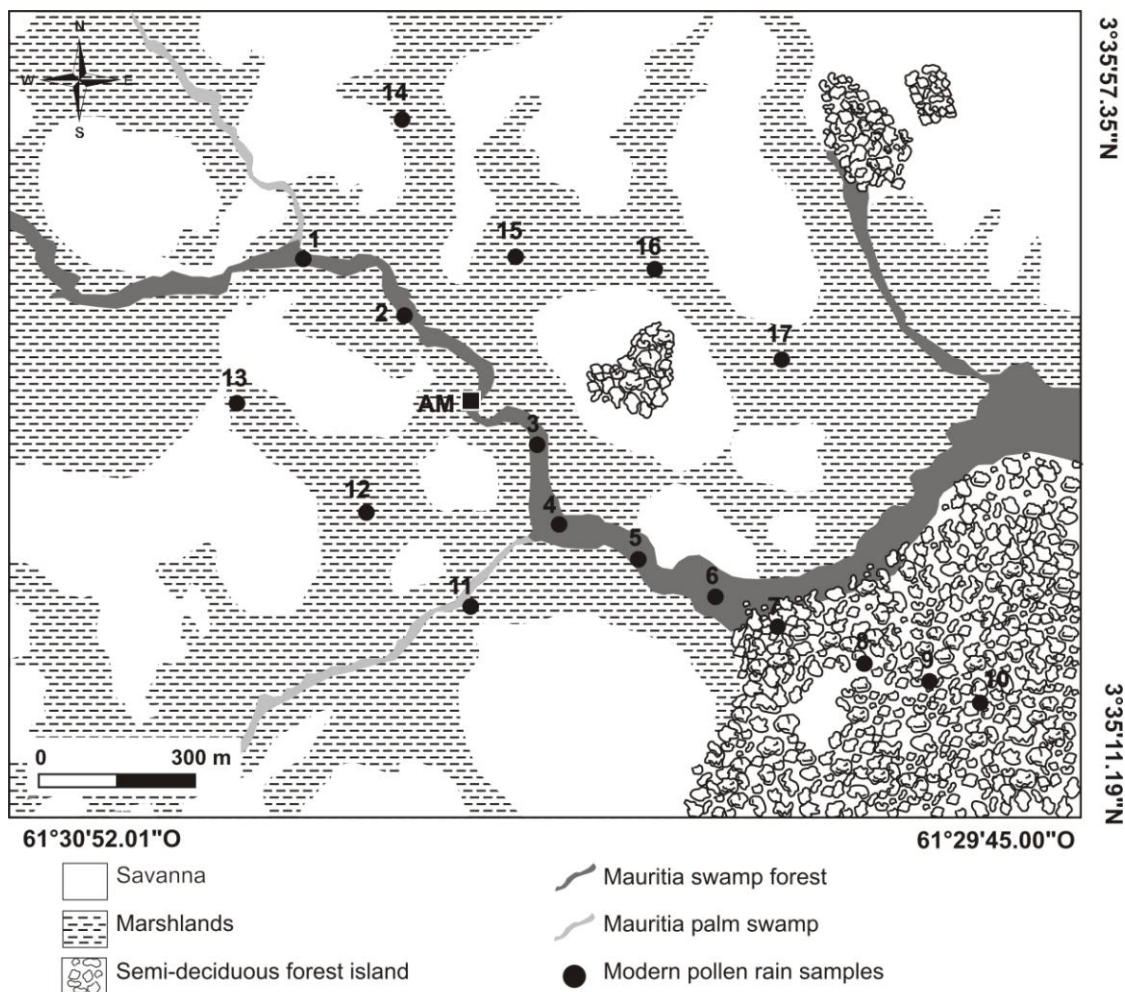 N
W E
S
3°35'57.35"N
14
15
16
1
2
17
13
AM
3
12
4
5
11
6
7
8
9
10
0 300 m
3°35'11.19"N
61°30'52.01"O 61°29'45.00"O
Savanna
Marshlands
Semi-deciduous forest island
Mauritia swamp forest
Mauritia palm swamp
Modern pollen rain samples